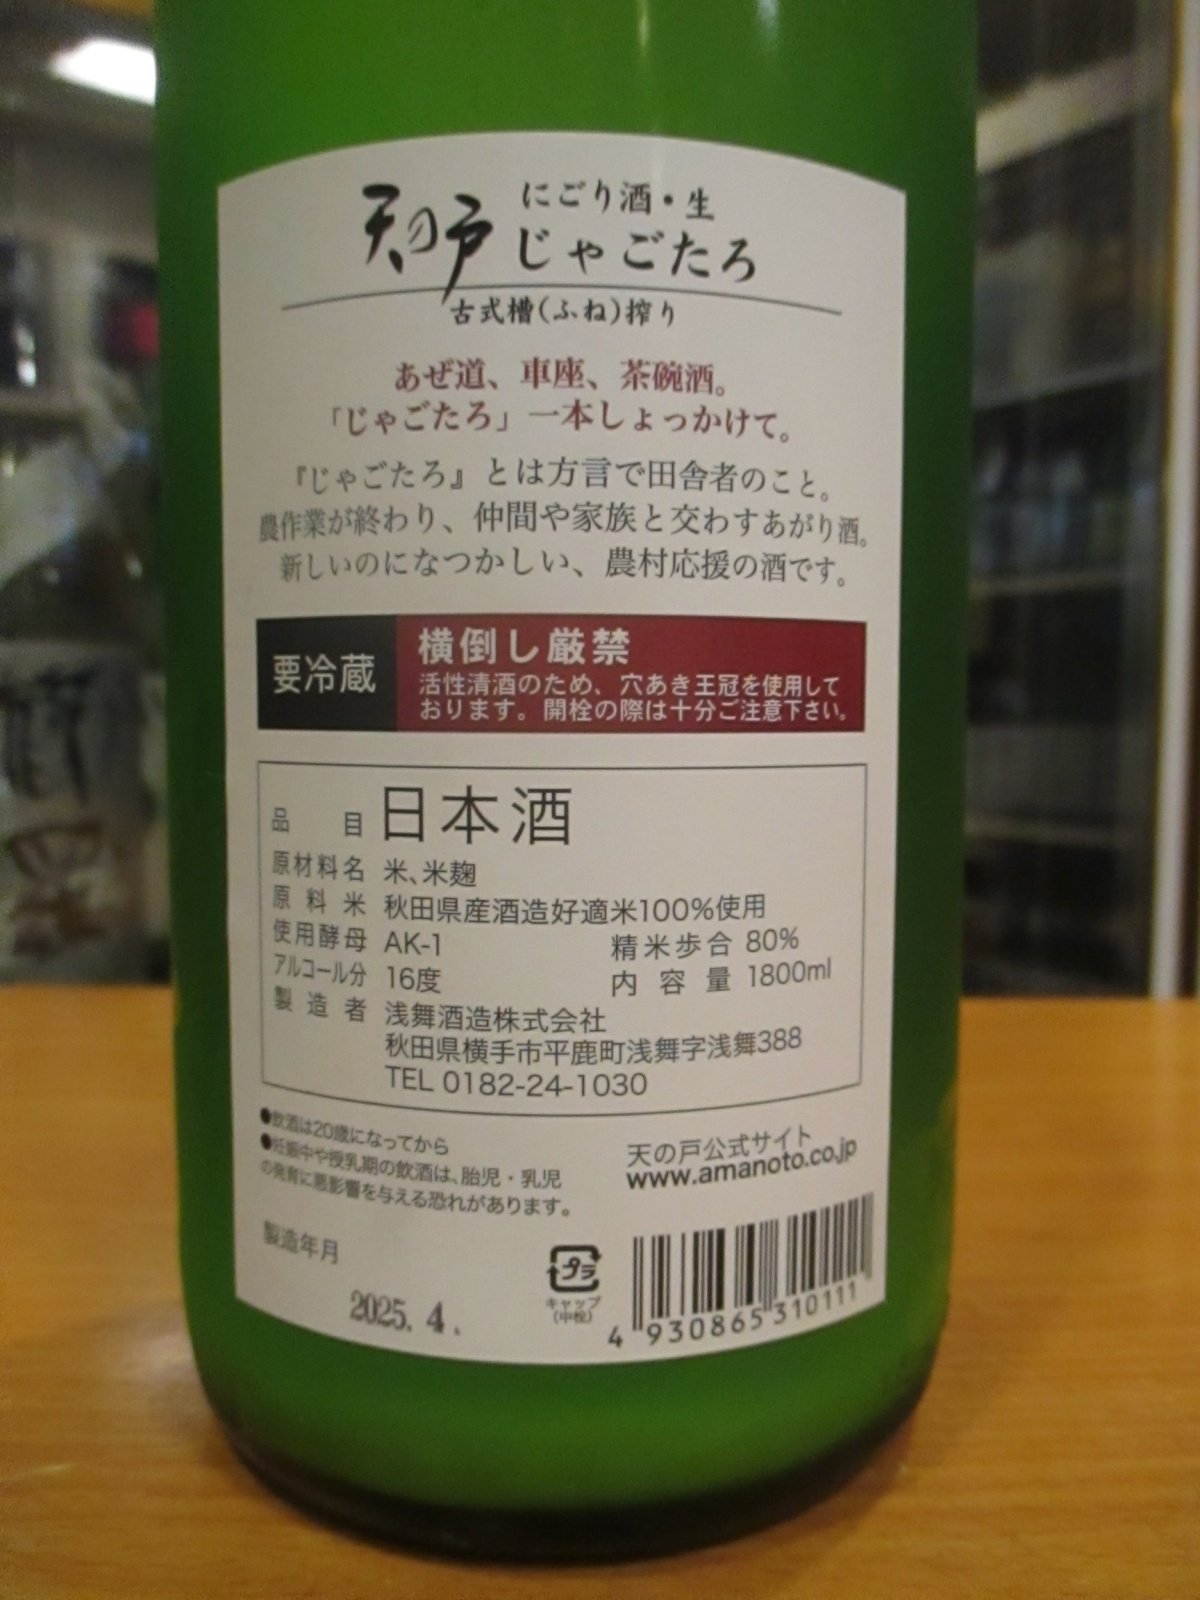 天の戸 にごり酒・生
じゃごたろ
古式槽(ふね)搾り
あぜ道、車座、茶碗酒。
「じゃごたろ」一本しょっかけて。
『じゃごたろ』とは方言で田舎者のこと。
農作業が終わり、仲間や家族と交わすあがり酒。
新しいのになつかしい、農村応援の酒です。
要冷蔵
横倒し厳禁
活性清酒のため、穴あき王冠を使用して
おります。開栓の際は十分ご注意下さい。
品目 日本酒
原材料名 米、米麹
原料米 秋田県産酒造好適米100%使用
使用酵母 AK-1 精米歩合 80%
アルコール分 16度 内容量 1800ml
製造者 浅舞酒造株式会社
秋田県横手市平鹿町浅舞字浅舞388
TEL 0182-24-1030
●飲酒は20歳になってから
●妊娠中や授乳期の飲酒は、胎児・乳児
の発育に悪影響を与える恐れがあります。
天の戸公式サイト
www.amanoto.co.jp
製造年月
2025. 4.
プラ
キャップ
(中栓)
4 930865 310111